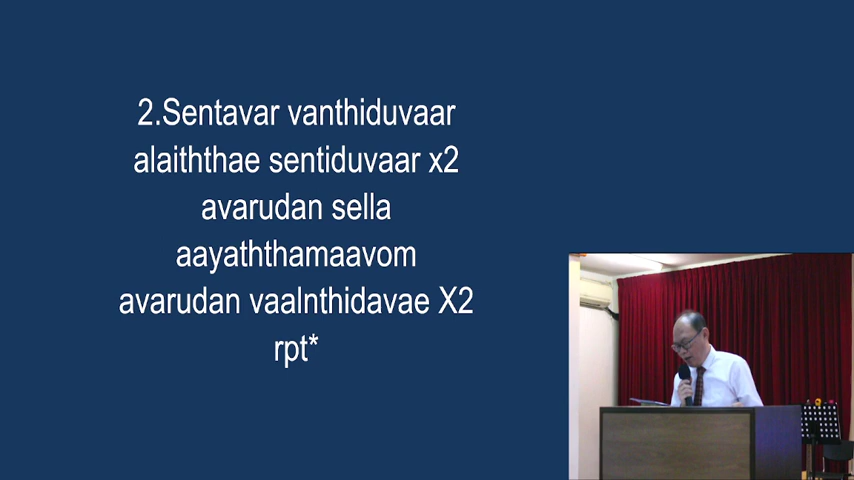 2.Sentavar vanthiduvaar
alaiththae sentiduvaar x2
avarudan sella
aayaththamaavom
avarudan vaalnthidavae X2
rpt*